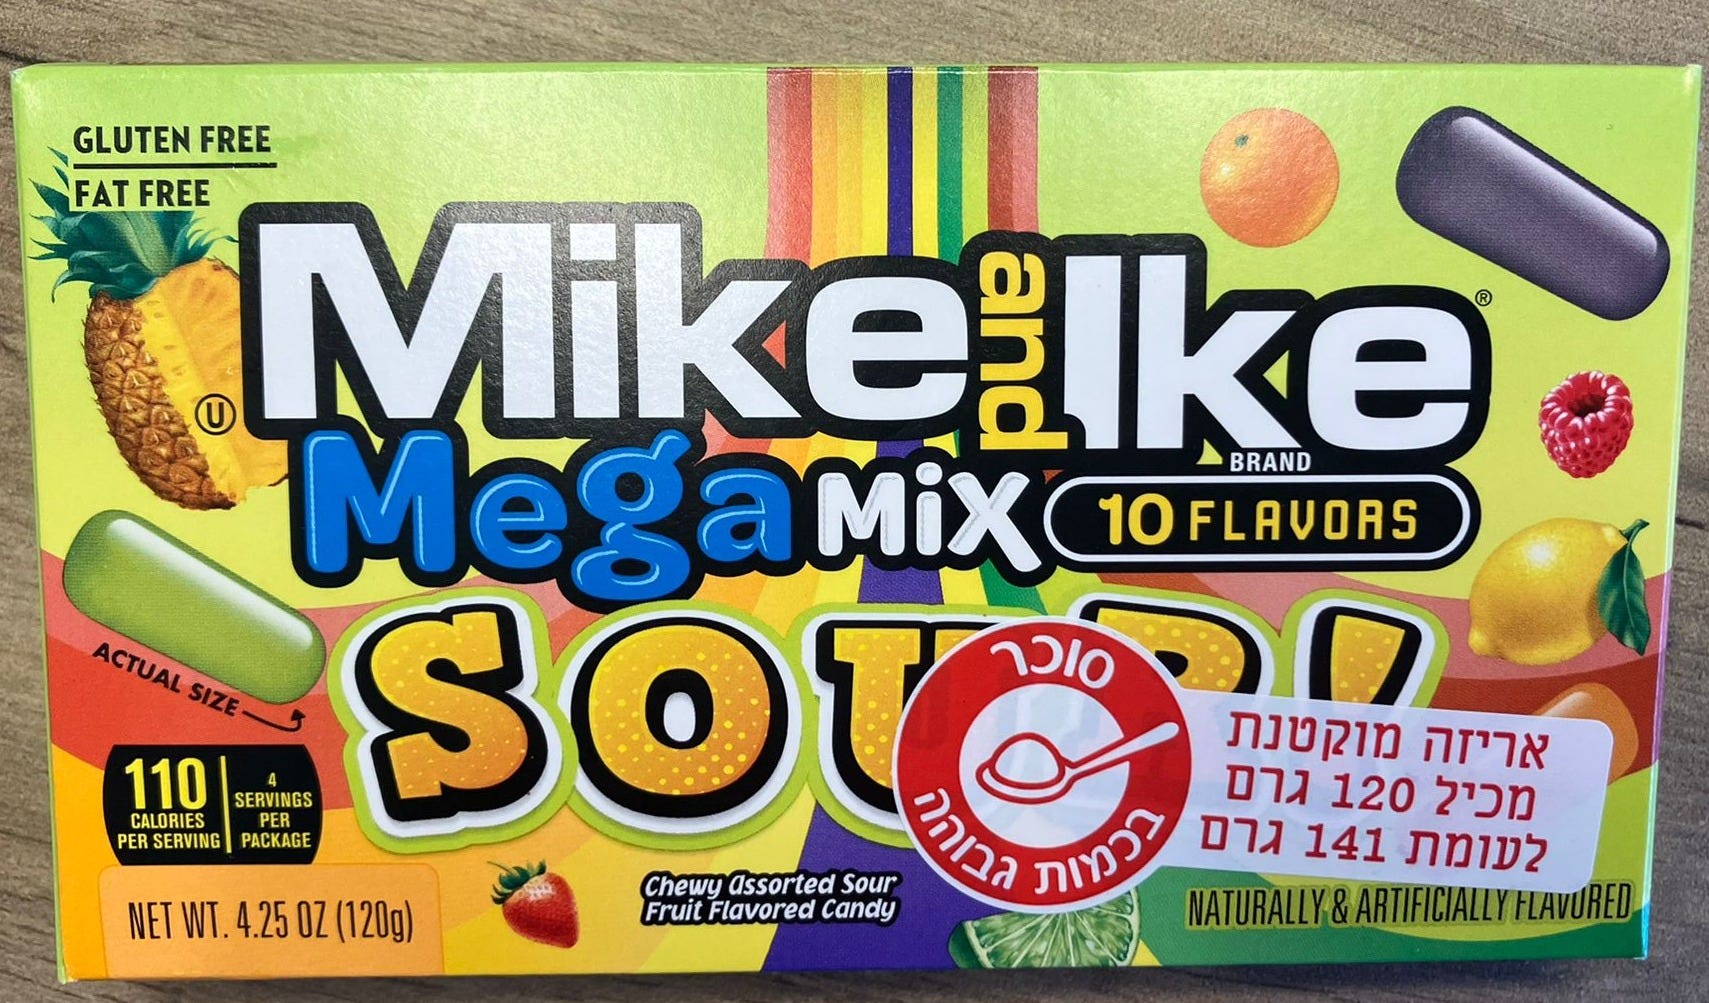 GLUTEN FREE
FAT FREE
Mike and Ike®
BRAND
U
Mega MiX
10 FLAVORS
SOUR!
ACTUAL SIZE
סוכר
בכמות גבוהה
אריזה מוקטנת
מכיל 120 גרם
לעומת 141 גרם
110
CALORIES
PER SERVING
4
SERVINGS
PER
PACKAGE
NET WT. 4.25 OZ (120g)
Chewy Assorted Sour
Fruit Flavored Candy
NATURALLY & ARTIFICIALLY FLAVORED